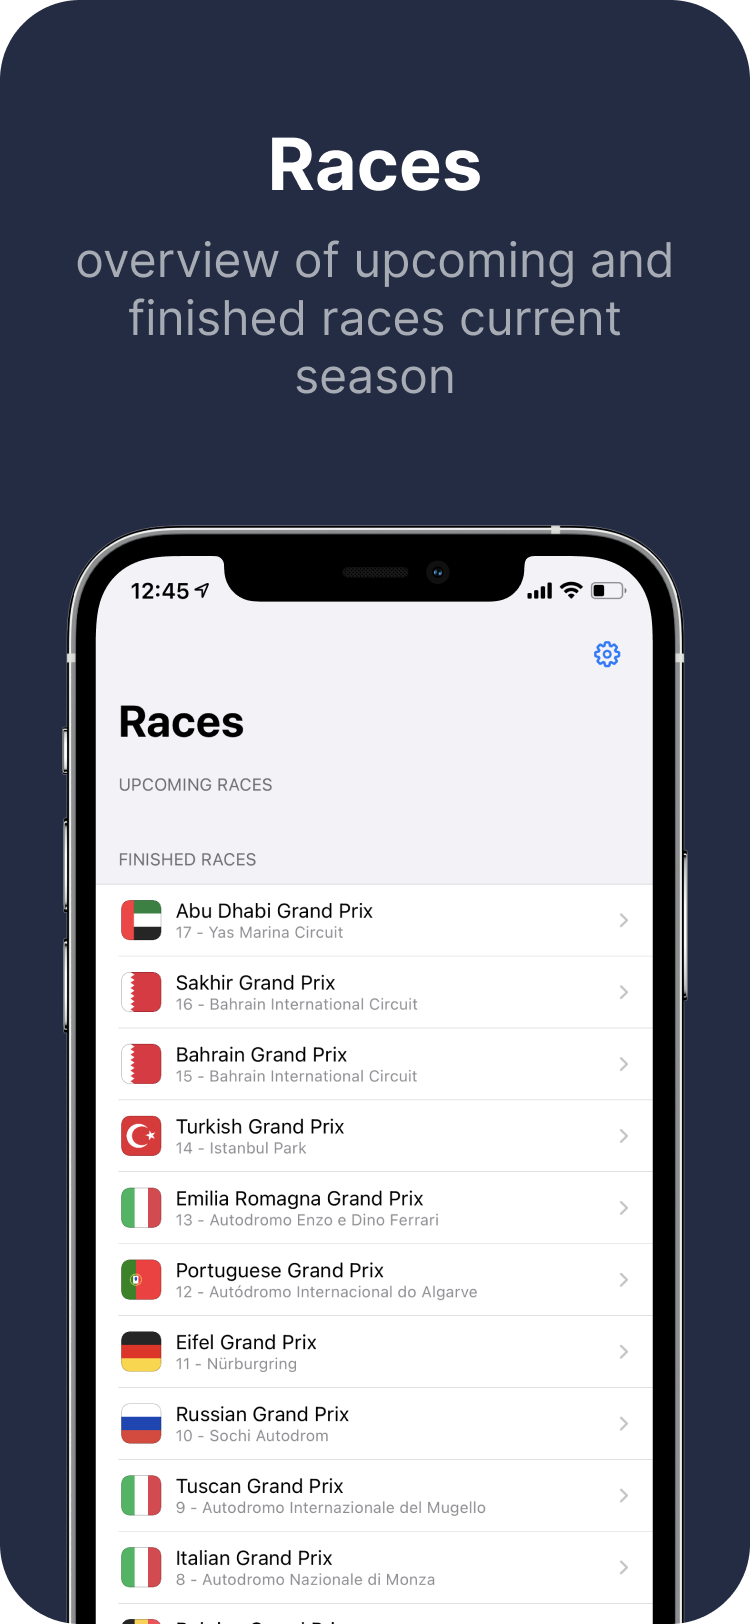 Races
overview of upcoming and
finished races current
season
12:45
Races
UPCOMING RACES
FINISHED RACES
Abu Dhabi Grand Prix
17 - Yas Marina Circuit
Sakhir Grand Prix
16 - Bahrain International Circuit
Bahrain Grand Prix
15 - Bahrain International Circuit
Turkish Grand Prix
14 - Istanbul Park
Emilia Romagna Grand Prix
13 - Autodromo Enzo e Dino Ferrari
Portuguese Grand Prix
12 - Autódromo Internacional do Algarve
Eifel Grand Prix
11 - Nürburgring
Russian Grand Prix
10 - Sochi Autodrom
Tuscan Grand Prix
9 - Autodromo Internazionale del Mugello
Italian Grand Prix
8 - Autodromo Nazionale di Monza